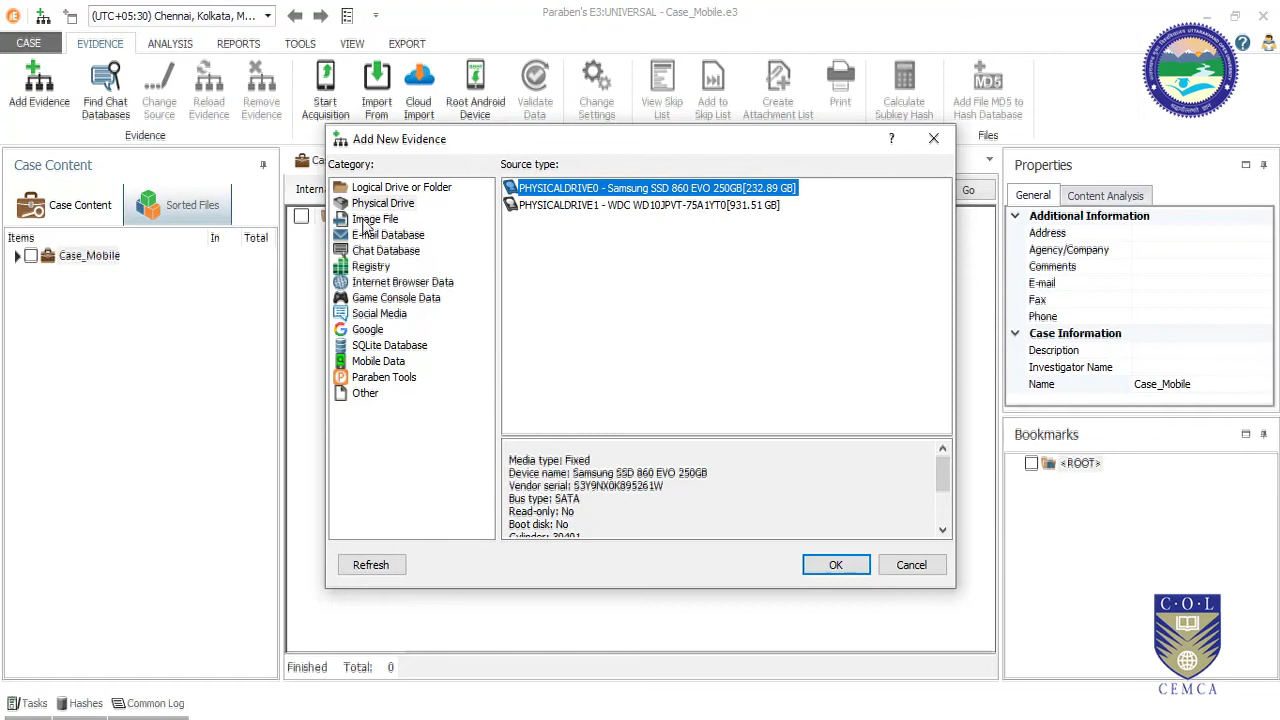 (UTC+05:30) Chennai, Kolkata, M...
Paraben's E3:UNIVERSAL - Case_Mobile.e3
CASE
EVIDENCE
ANALYSIS
REPORTS
TOOLS
VIEW
EXPORT
Add Evidence
Find Chat
Databases
Change
Source
Reload
Evidence
Remove
Evidence
Start
Acquisition
Import
From
Cloud
Import
Root Android
Device
Validate
Data
Change
Settings
View Skip
List
Add to
Skip List
Create
Attachment List
Print
Calculate
Subkey Hash
MD5
Add File MD5 to
Hash Database
Evidence
Files
Case Content
Case Content
Sorted Files
Items
In
Total
Case_Mobile
Ca
Intern
Go
Add New Evidence
?
Category:
Source type:
Logical Drive or Folder
Physical Drive
Image File
E-mail Database
Chat Database
Registry
Internet Browser Data
Game Console Data
Social Media
Google
SQLite Database
Mobile Data
Paraben Tools
Other
PHYSICALDRIVE0 - Samsung SSD 860 EVO 250GB[232.89 GB]
PHYSICALDRIVE1 - WDC WD10JPVT-75A1YT0[931.51 GB]
Media type: Fixed
Device name: Samsung SSD 860 EVO 250GB
Vendor serial: S3Y9NX0K895261W
Bus type: SATA
Read-only: No
Boot disk: No
Cylinder: 30401
Refresh
OK
Cancel
Properties
General
Content Analysis
Additional Information
Address
Agency/Company
Comments
E-mail
Fax
Phone
Case Information
Description
Investigator Name
Name
Case_Mobile
Bookmarks
<ROOT>
Finished
Total:
0
Tasks
Hashes
Common Log
C·O·L
CEMCA